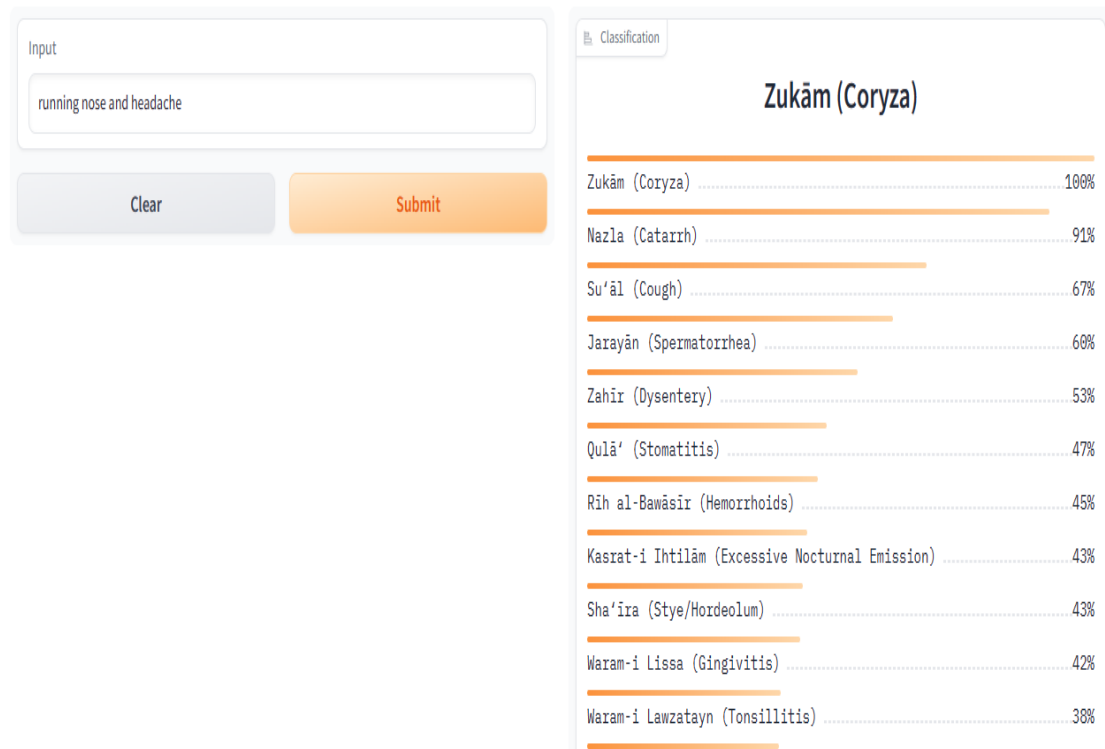 Input
running nose and headache
Clear
Submit
Classification
Zukām (Coryza)
Zukām (Coryza) 100%
Nazla (Catarrh) 91%
Su‘āl (Cough) 67%
Jarayān (Spermatorrhea) 60%
Zahīr (Dysentery) 53%
Qulā‘ (Stomatitis) 47%
Rīh al-Bawāsīr (Hemorrhoids) 45%
Kasrat-i Ihtilām (Excessive Nocturnal Emission) 43%
Sha‘īra (Stye/Hordeolum) 43%
Waram-i Lissa (Gingivitis) 42%
Waram-i Lawzatayn (Tonsillitis) 38%